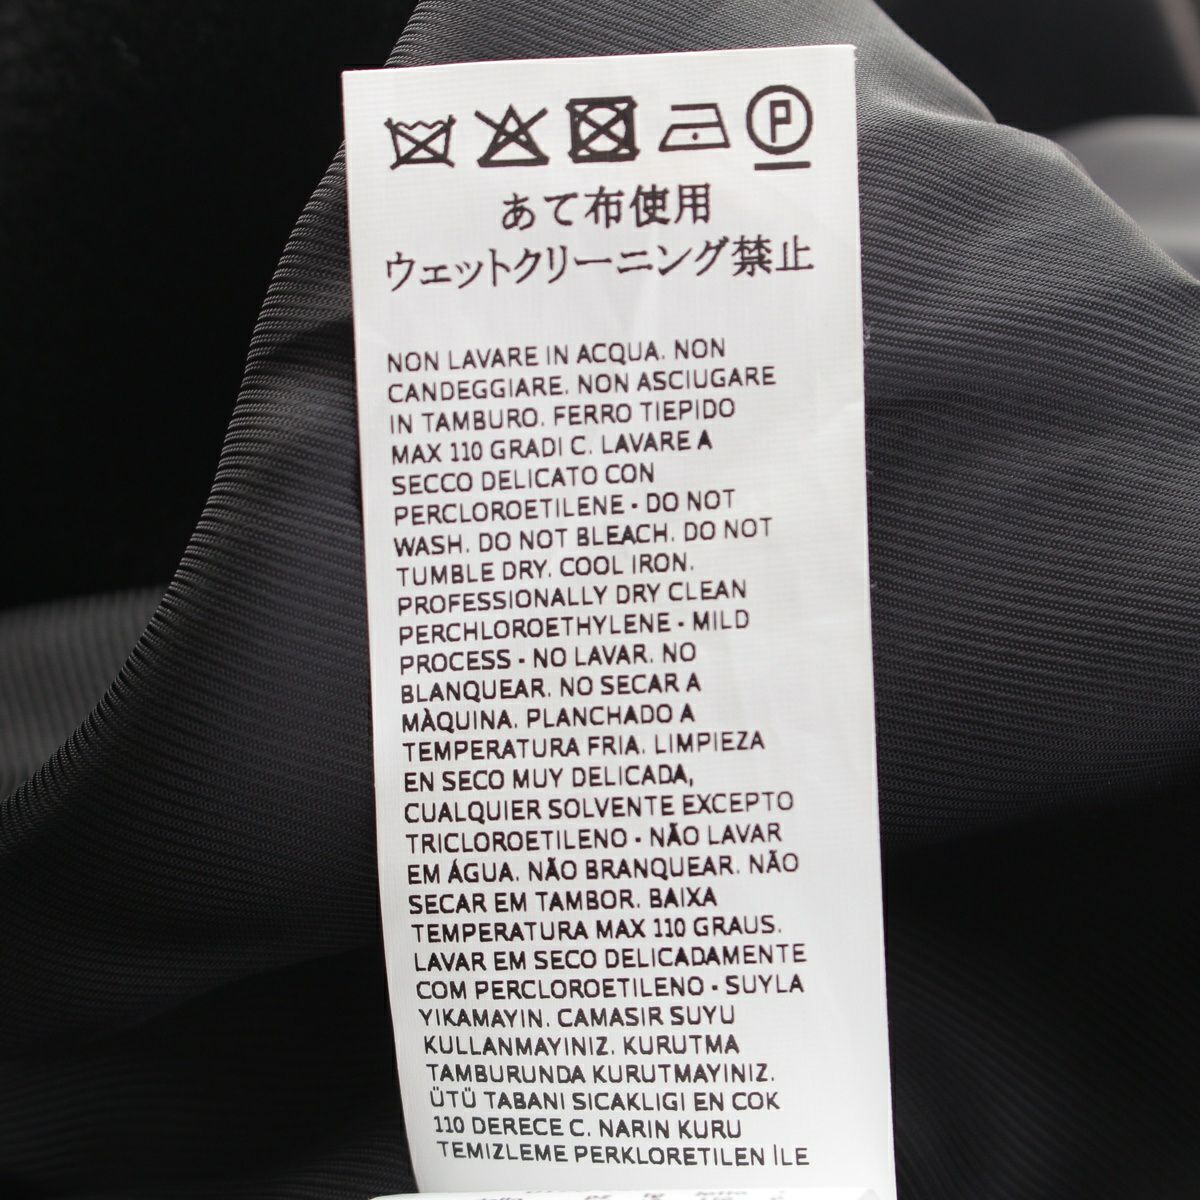 P
あて布使用
ウェットクリーニング禁止
NON LAVARE IN ACQUA. NON
CANDEGGIARE. NON ASCIUGARE
IN TAMBURO. FERRO TIEPIDO
MAX 110 GRADI C. LAVARE A
SECCO DELICATO CON
PERCLOROETILENE - DO NOT
WASH. DO NOT BLEACH. DO NOT
TUMBLE DRY. COOL IRON.
PROFESSIONALLY DRY CLEAN
PERCHLOROETHYLENE - MILD
PROCESS - NO LAVAR. NO
BLANQUEAR. NO SECAR A
MÀQUINA. PLANCHADO A
TEMPERATURA FRIA. LIMPIEZA
EN SECO MUY DELICADA,
CUALQUIER SOLVENTE EXCEPTO
TRICLOROETILENO - NÃO LAVAR
EM ÁGUA. NÃO BRANQUEAR. NÃO
SECAR EM TAMBOR. BAIXA
TEMPERATURA MAX 110 GRAUS.
LAVAR EM SECO DELICADAMENTE
COM PERCLOROETILENO - SUYLA
YIKAMAYIN. CAMASIR SUYU
KULLANMAYINIZ. KURUTMA
TAMBURUNDA KURUTMAYINIZ.
ÜTÜ TABANI SICAKLIGI EN COK
110 DERECE C. NARIN KURU
TEMIZLEME PERKLORETILEN İLE